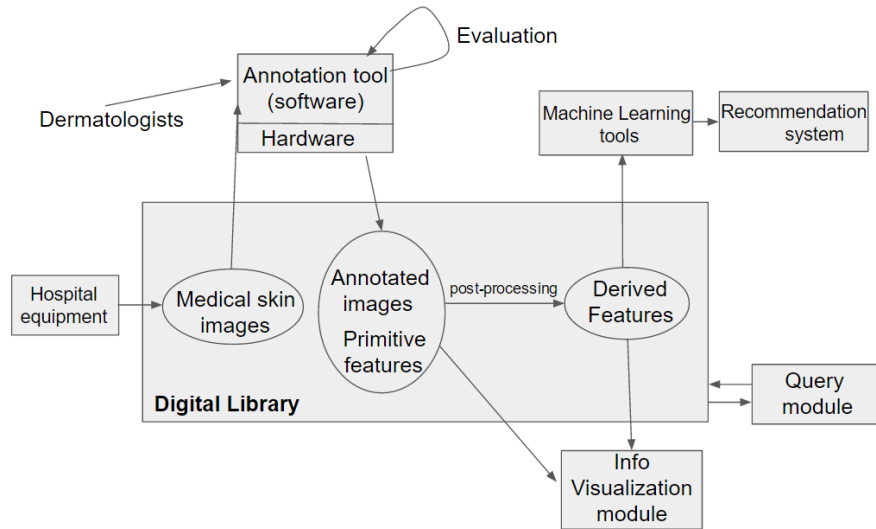 Evaluation
Annotation tool
(software)
Dermatologists
Hardware
Machine Learning
tools
Recommendation
system
Hospital
equipment
Medical skin
images
Annotated
images
Primitive
features
post-processing
Derived
Features
Digital Library
Query
module
Info
Visualization
module